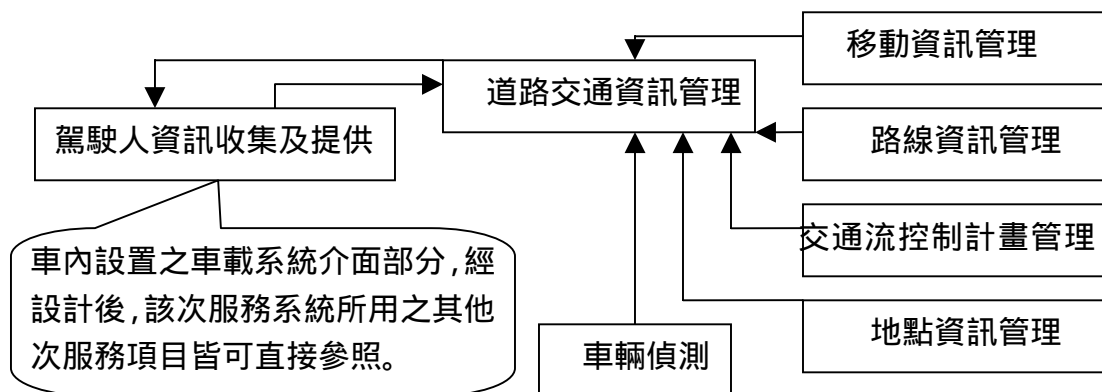 移動資訊管理
道路交通資訊管理
駕駛人資訊收集及提供
路線資訊管理
交通流控制計畫管理
車內設置之車載系統介面部分,經
設計後,該次服務系統所用之其他
次服務項目皆可直接參照。
地點資訊管理
車輛偵測